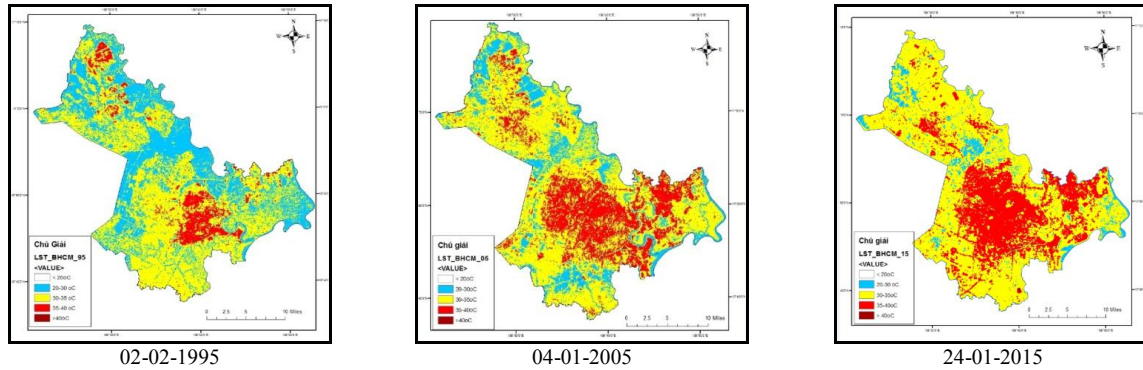 N
W E
S
Chú Giải
LST_BHCM_95
<VALUE>
< 20oC
20-30 oC
30-35 oC
35-40 oC
>40oC
0 2.5 5 10 Miles
02-02-1995
N
W E
S
Chú giải
LST_BHCM_05
<VALUE>
< 20oC
20-30oC
30-35oC
35-40oC
>40oC
0 2.5 5 10 Miles
04-01-2005
N
W E
S
Chú giải
LST_BHCM_15
<VALUE>
< 20oC
20-30 oC
30-35oC
35-40oC
> 40oC
0 2.5 5 10 Miles
24-01-2015